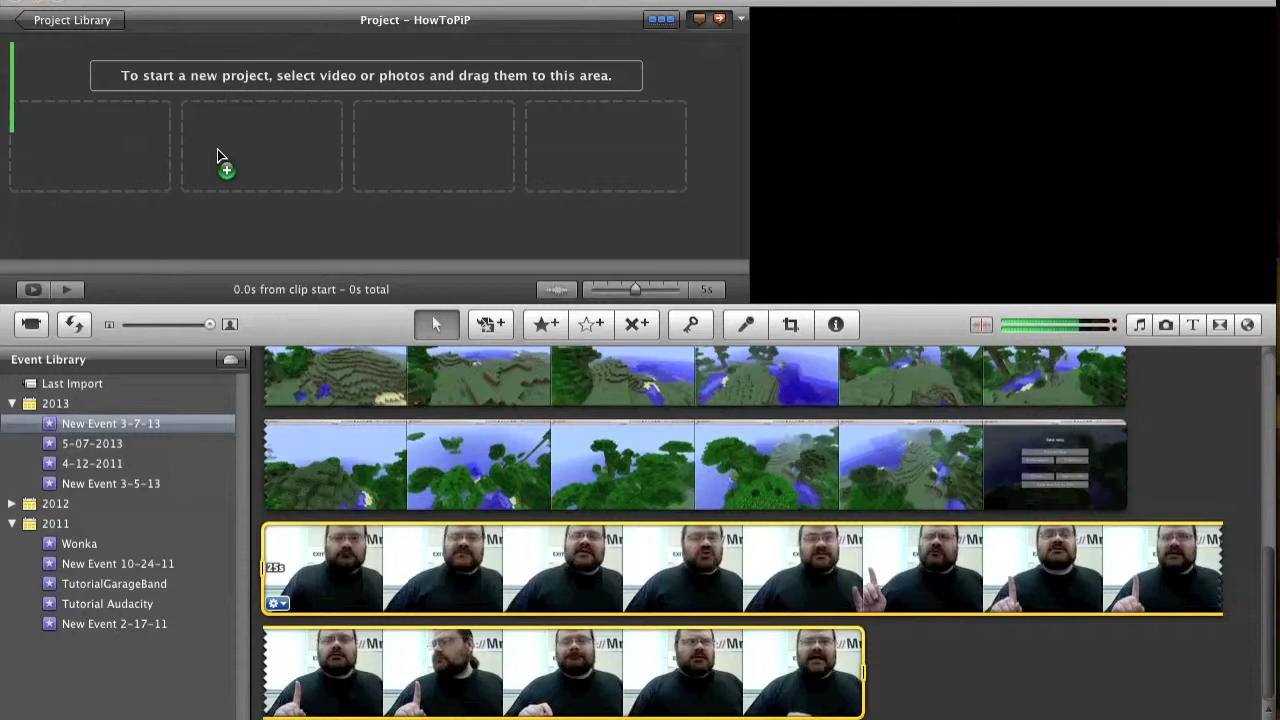 Project Library
Project - HowToPiP
To start a new project, select video or photos and drag them to this area.
0.0s from clip start - 0s total
5s
Event Library
Last Import
2013
New Event 3-7-13
5-07-2013
4-12-2011
New Event 3-5-13
2012
2011
Wonka
New Event 10-24-11
TutorialGarageBand
Tutorial Audacity
New Event 2-17-11
25s